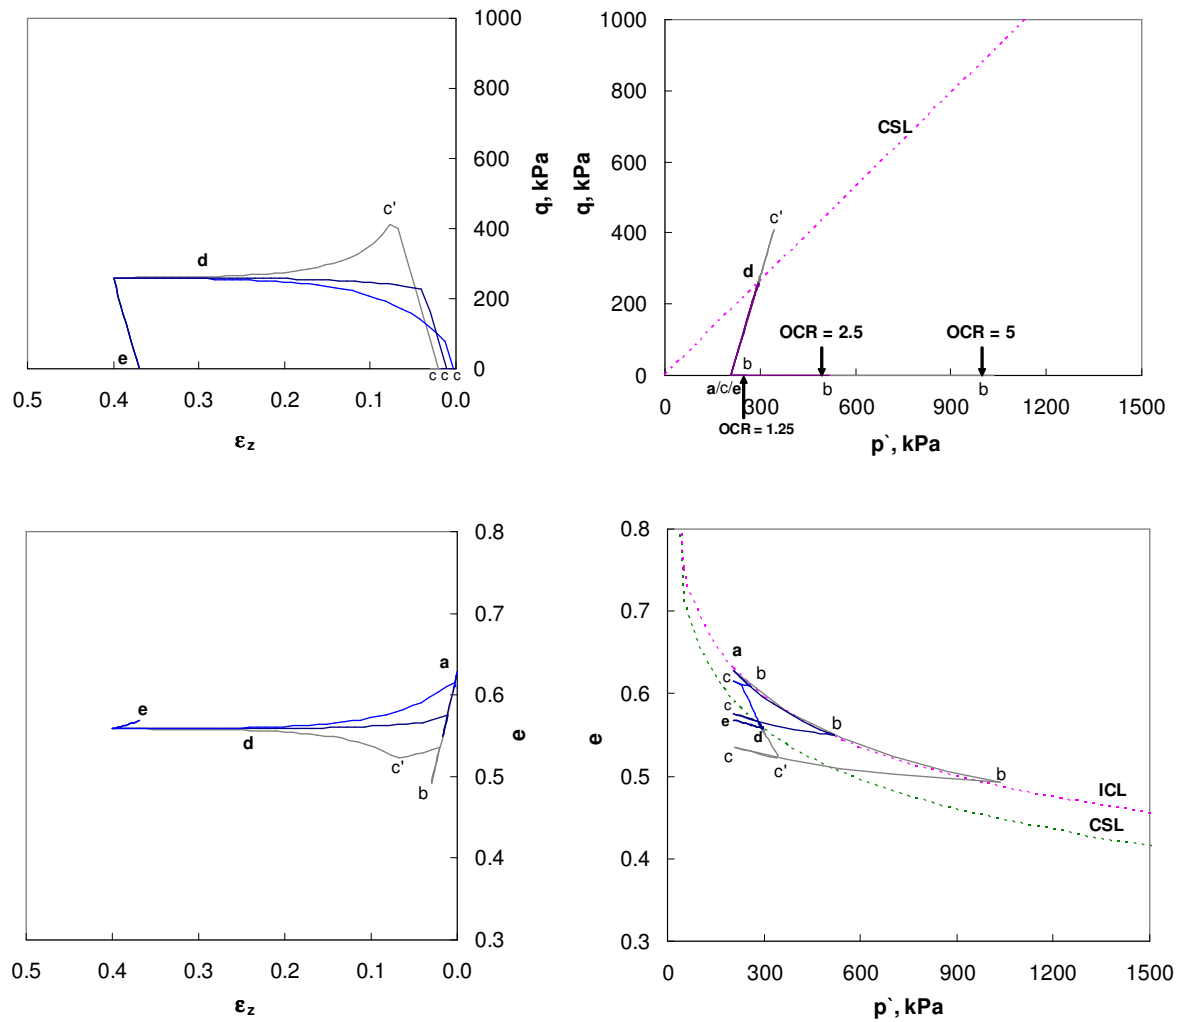 1000
800
600
400
200
0
q, kPa
c'
d
e
c c c
0.5 0.4 0.3 0.2 0.1 0.0
εz
1000
800
600
400
200
0
q, kPa
CSL
c'
d
OCR = 2.5
OCR = 5
b
a/c/e
b
b
0 300 600 900 1200 1500
OCR = 1.25
p`, kPa
0.8
0.7
0.6
0.5
0.4
0.3
e
a
e
d
c'
b
0.5 0.4 0.3 0.2 0.1 0.0
εz
0.8
0.7
0.6
0.5
0.4
0.3
e
a
b
c
c
e
d
b
c
c'
b
ICL
CSL
0 300 600 900 1200 1500
p`, kPa